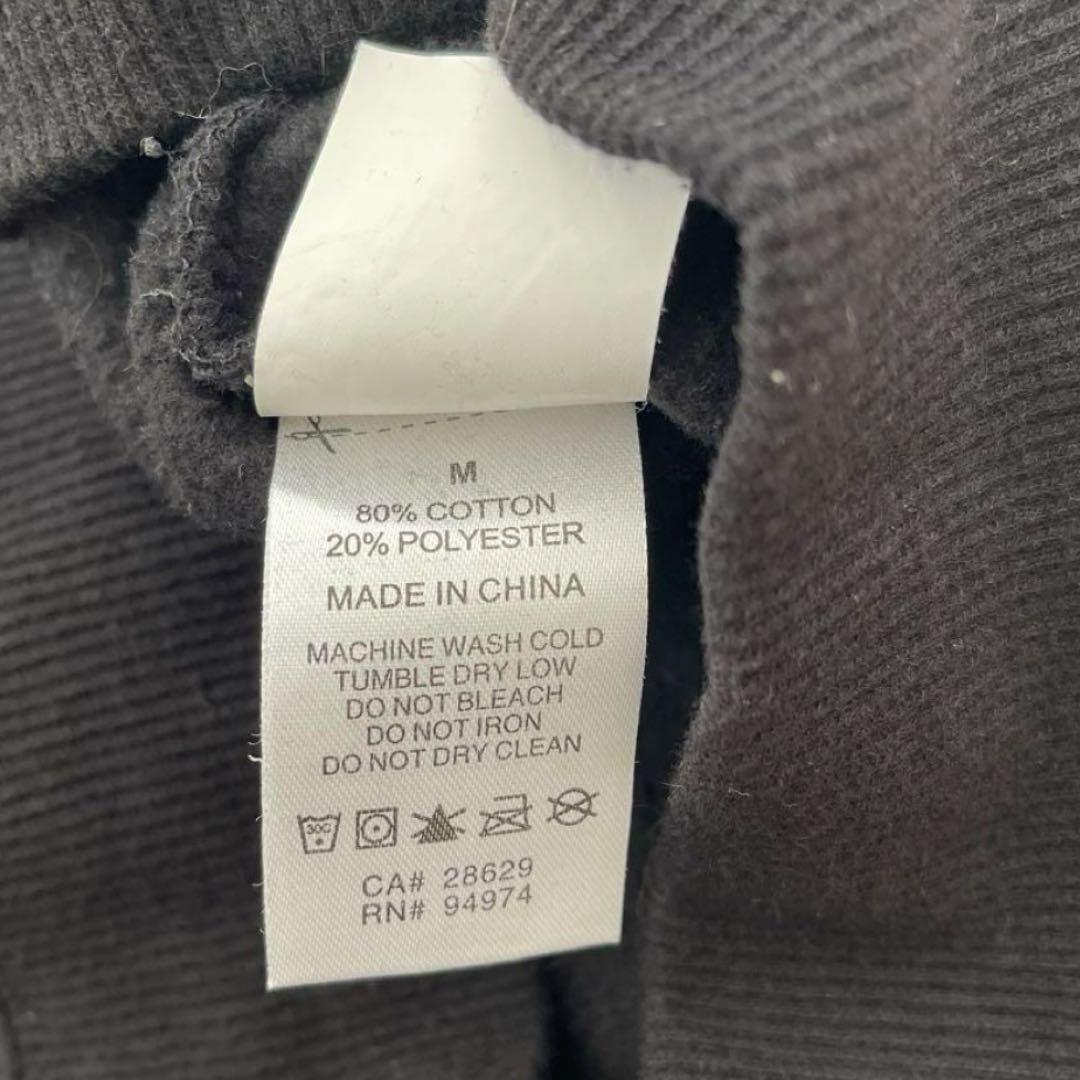 M
80% COTTON
20% POLYESTER
MADE IN CHINA
MACHINE WASH COLD
TUMBLE DRY LOW
DO NOT BLEACH
DO NOT IRON
DO NOT DRY CLEAN
30C
CA# 28629
RN# 94974